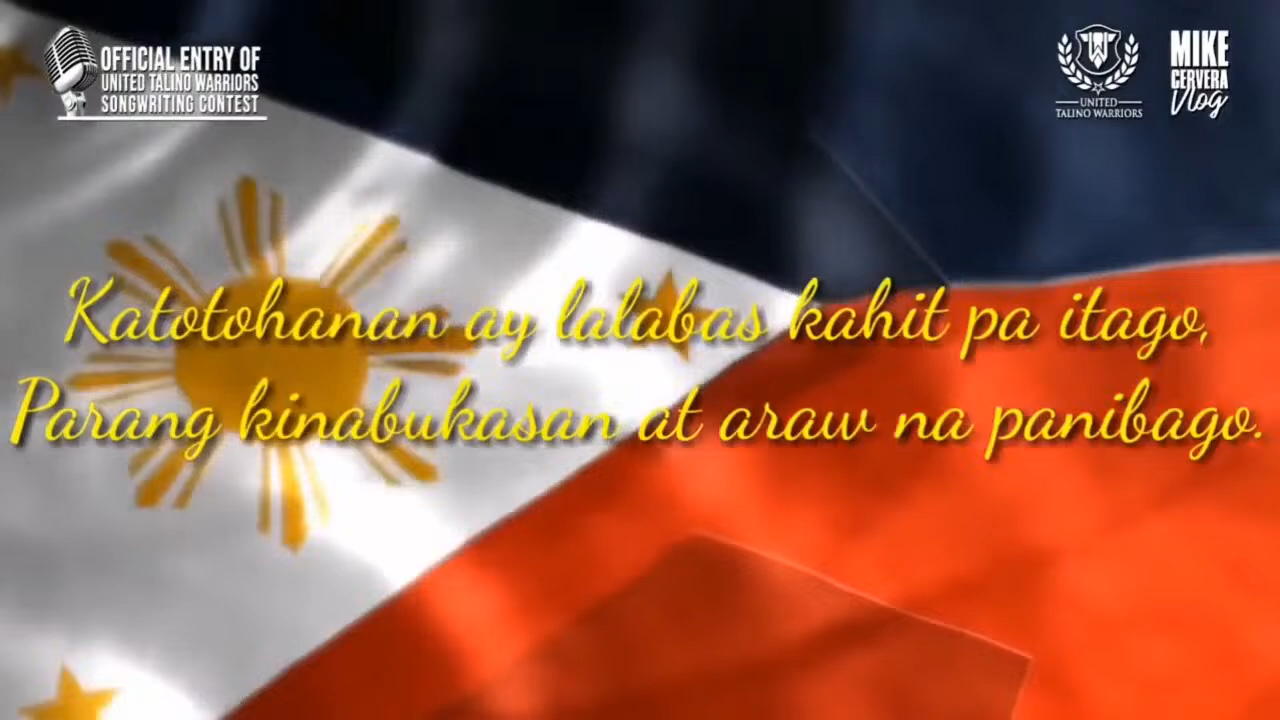 OFFICIAL ENTRY OF
UNITED TALINO WARRIORS
SONGWRITING CONTEST
UNITED
TALINO WARRIORS
MIKE
CERVERA
Vlog
Katotohanan ay lalabas kahit pa itago,
Parang kinabukasan at araw na panibago.